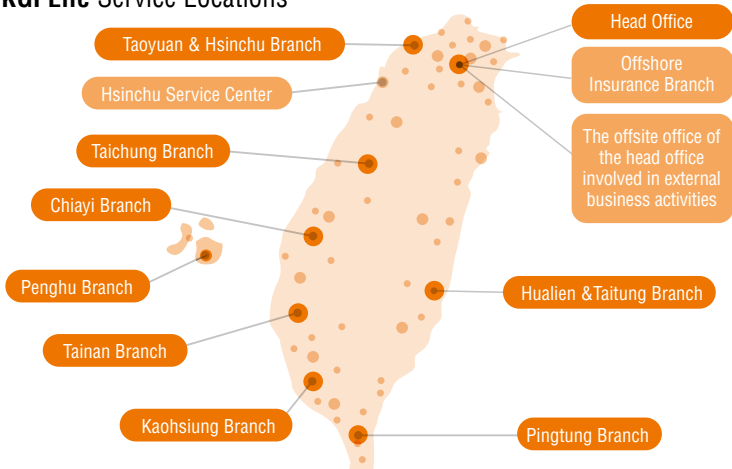 KGI Life Service Locations
Taoyuan & Hsinchu Branch
Hsinchu Service Center
Taichung Branch
Chiayi Branch
Penghu Branch
Tainan Branch
Kaohsiung Branch
Head Office
Offshore
Insurance Branch
The offsite office of
the head office
involved in external
business activities
Hualien &Taitung Branch
Pingtung Branch